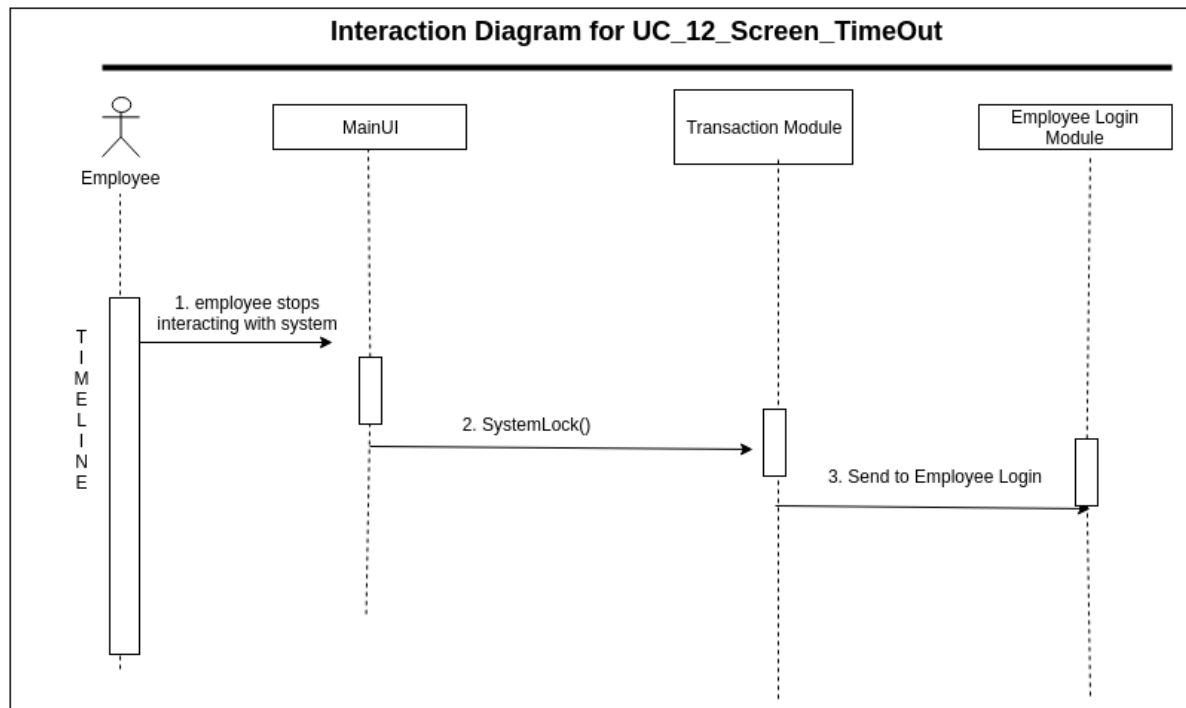 Interaction Diagram for UC_12_Screen_TimeOut
Employee
MainUI
Transaction Module
Employee Login
Module
1. employee stops
interacting with system
TIMELINE
2. SystemLock()
3. Send to Employee Login